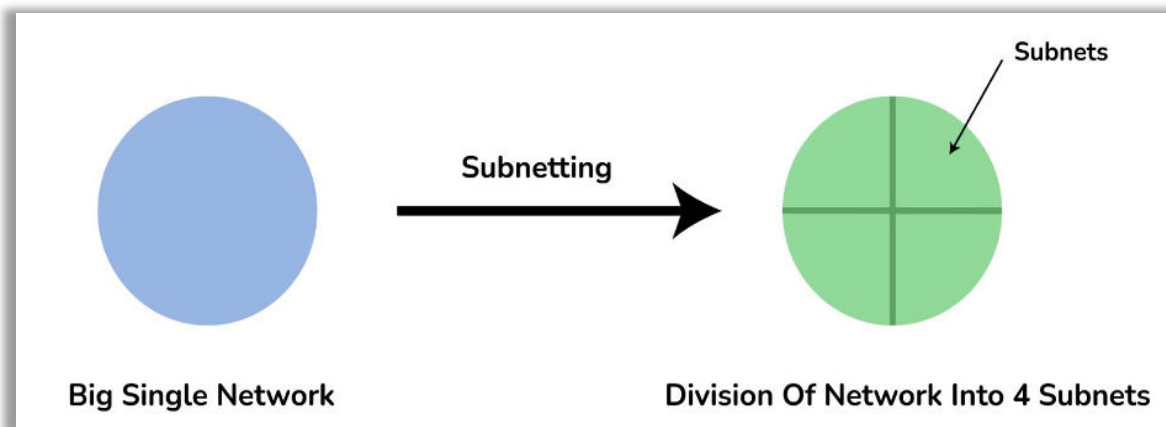 Subnets
Subnetting
Big Single Network
Division Of Network Into 4 Subnets